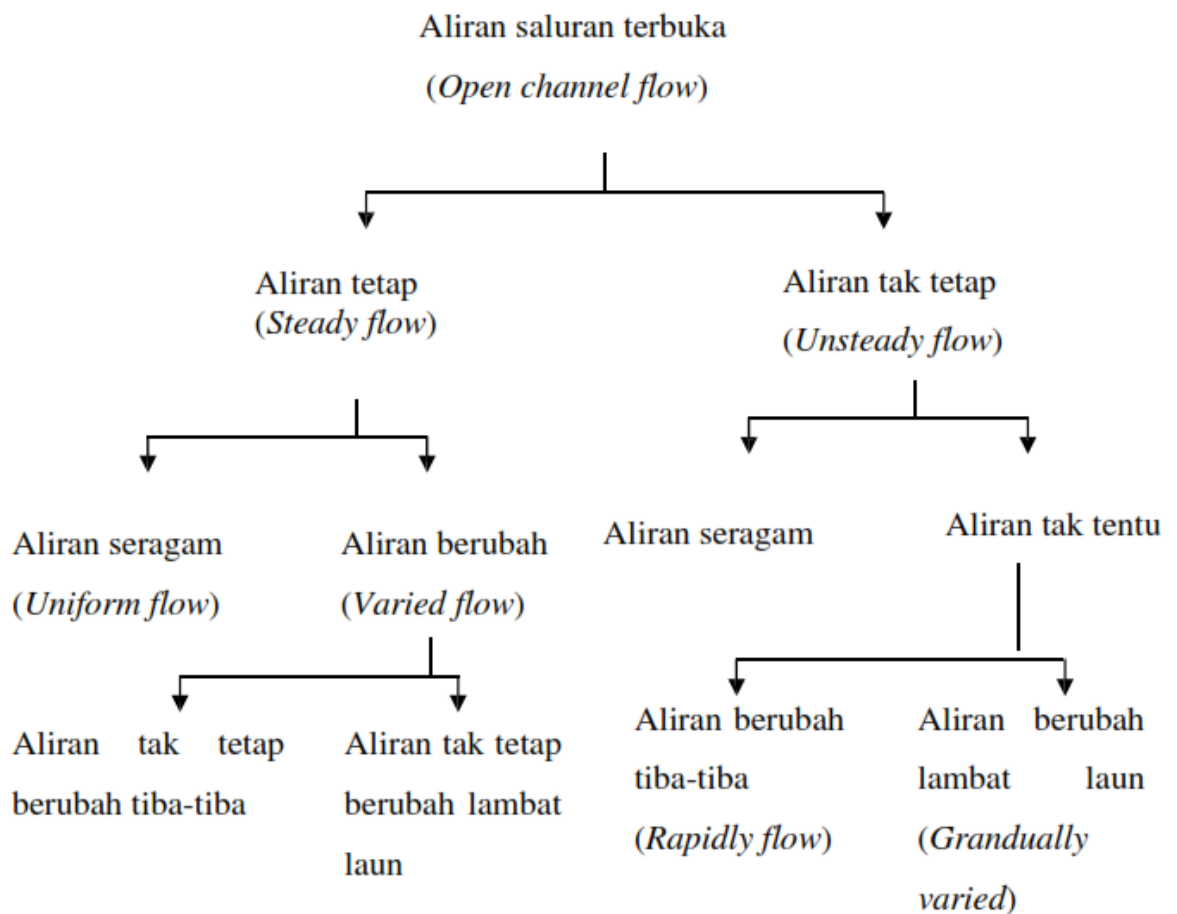 Aliran saluran terbuka
(Open channel flow)
Aliran tetap
(Steady flow)
Aliran tak tetap
(Unsteady flow)
Aliran seragam
(Uniform flow)
Aliran berubah
(Varied flow)
Aliran seragam
Aliran tak tentu
Aliran tak tetap
berubah tiba-tiba
Aliran tak tetap
berubah lambat
laun
Aliran berubah
tiba-tiba
(Rapidly flow)
Aliran berubah
lambat laun
(Grandually
varied)